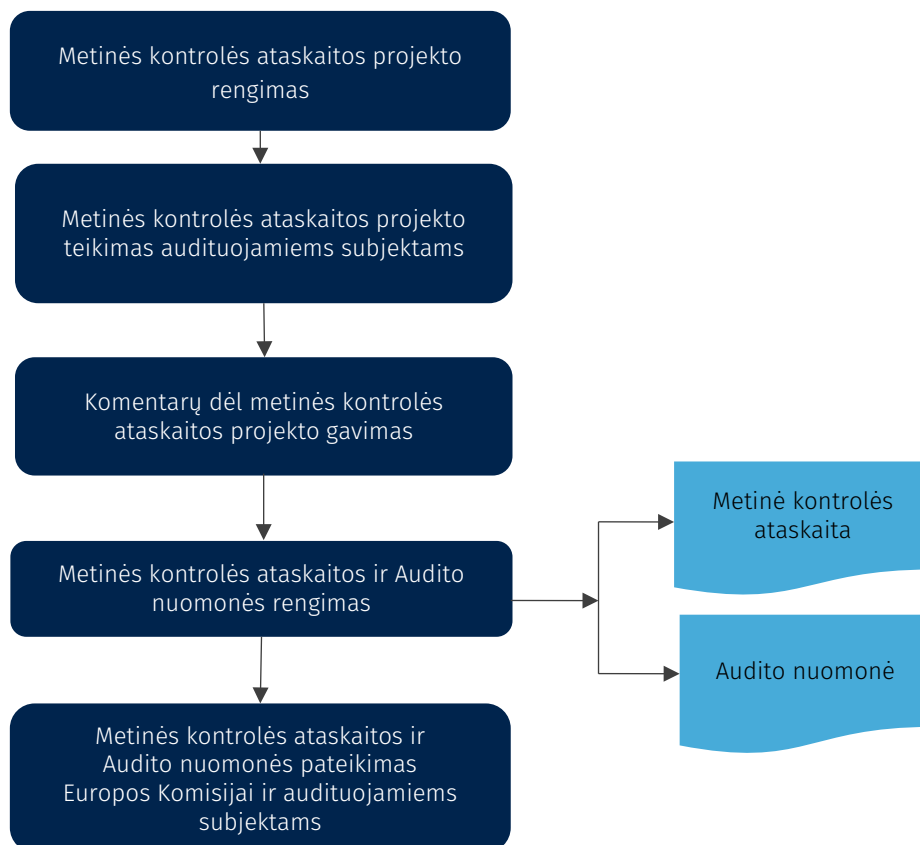 Metinės kontrolės ataskaitos projekto
rengimas
Metinės kontrolės ataskaitos projekto
teikimas audituojamiems subjektams
Komentarų dėl metinės kontrolės
ataskaitos projekto gavimas
Metinės kontrolės ataskaitos ir Audito
nuomonės rengimas
Metinė kontrolės
ataskaita
Audito nuomonė
Metinės kontrolės ataskaitos ir
Audito nuomonės pateikimas
Europos Komisijai ir audituojamiems
subjektams